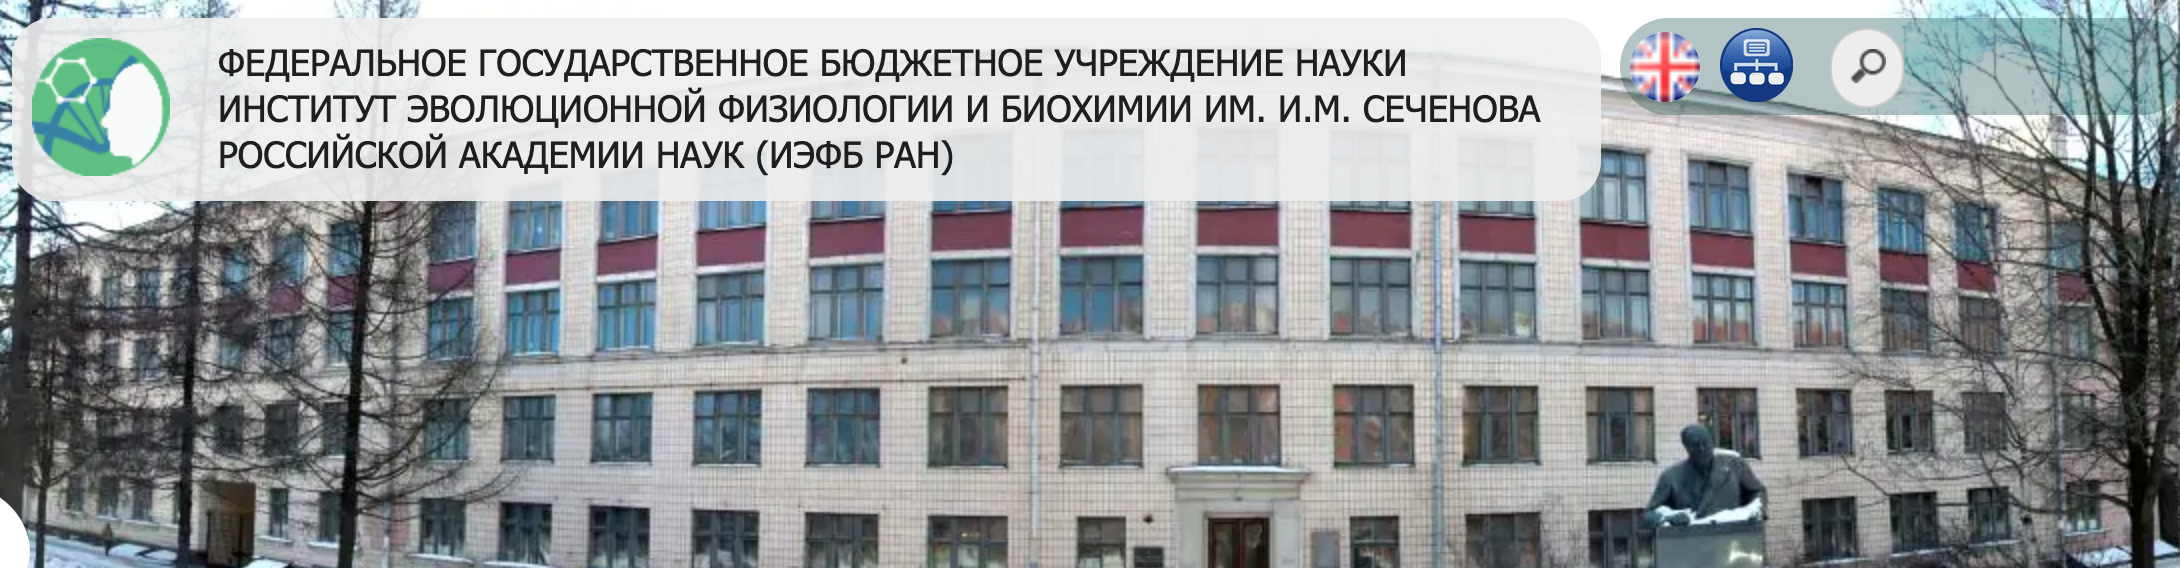 ФЕДЕРАЛЬНОЕ ГОСУДАРСТВЕННОЕ БЮДЖЕТНОЕ УЧРЕЖДЕНИЕ НАУКИ
ИНСТИТУТ ЭВОЛЮЦИОННОЙ ФИЗИОЛОГИИ И БИОХИМИИ ИМ. И.М. СЕЧЕНОВА
РОССИЙСКОЙ АКАДЕМИИ НАУК (ИЭФБ РАН)